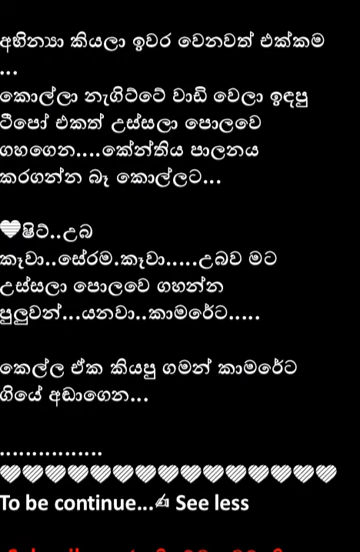 අභිත්‍යා කියලා ඉවර වෙනවත් එක්කම
...
කොල්ලා නැගිට්ටේ වාඩි වෙලා ඉඳපු
ටීපෝ එකත් උස්සලා පොලවෙ
ගහගෙන....කේන්තිය පාලනය
කරගන්න බෑ කොල්ලට...
ෂිට්..උබ
කෑවා..සේරම.කෑවා.....උබව මට
උස්සලා පොලවෙ ගහන්න
පුලුවන්...යනවා..කාමරේට.....
කෙල්ල ඒක කියපු ගමන් කාමරේට
ගියේ අඬාගෙන...
................
To be continue...✍ See less